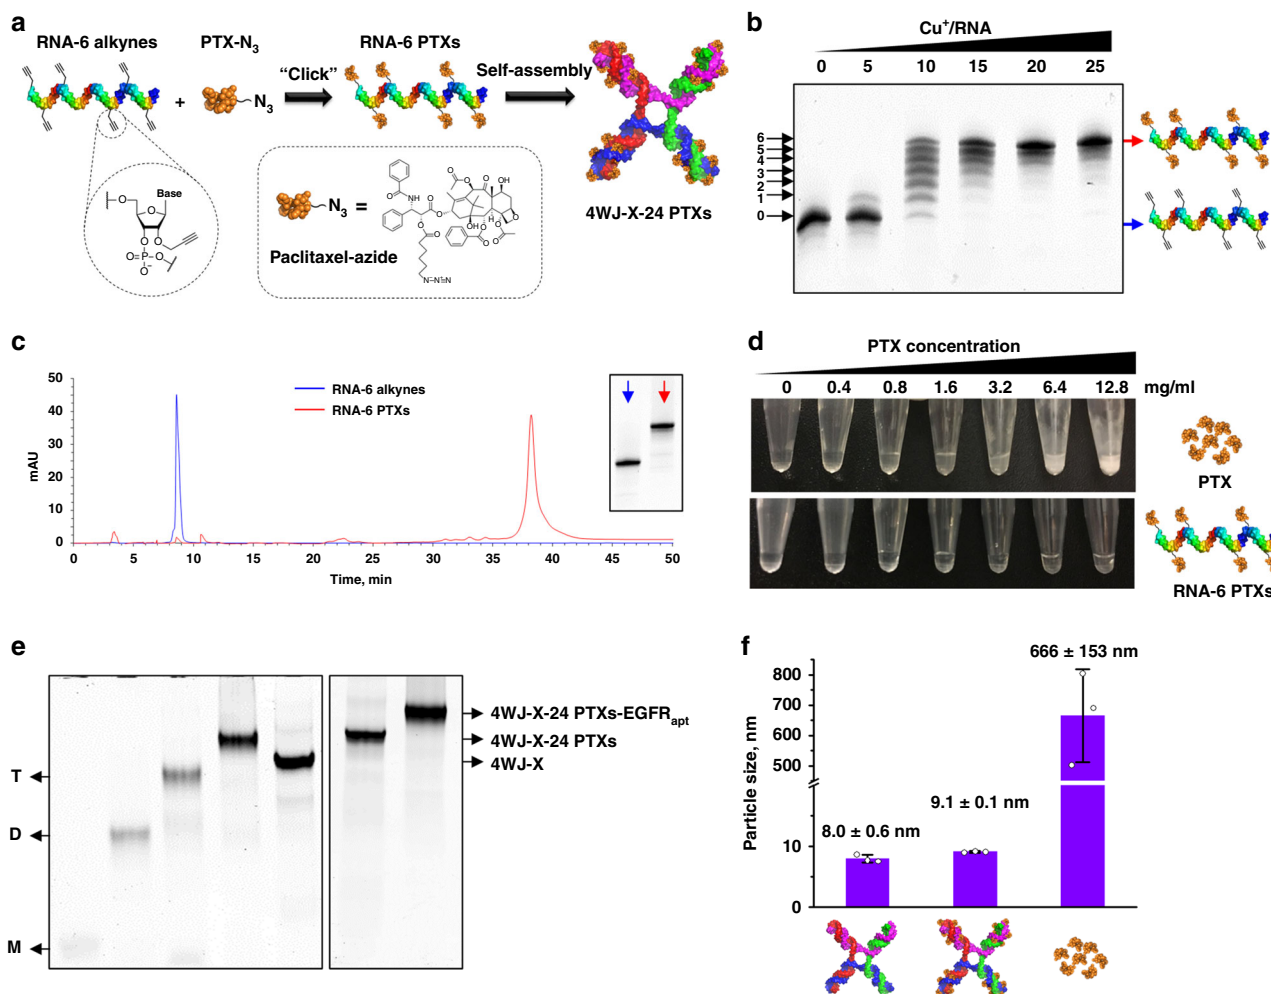 a
RNA-6 alkynes
PTX-N3
RNA-6 PTXs
"Click"
Self-assembly
+
N3
Base
O
O
O
O
O=P-O
O-
N3 =
Paclitaxel-azide
N-N≡N
4WJ-X-24 PTXs
b
Cu+/RNA
0 5 10 15 20 25
6
5
4
3
2
1
0
c
50
40
30
20
10
0
mAU
RNA-6 alkynes
RNA-6 PTXs
0 5 10 15 20 25 30 35 40 45 50
Time, min
d
PTX concentration
0 0.4 0.8 1.6 3.2 6.4 12.8 mg/ml
PTX
RNA-6 PTXs
e
T
D
M
4WJ-X-24 PTXs-EGFRapt
4WJ-X-24 PTXs
4WJ-X
f
Particle size, nm
800
700
600
500
10
0
8.0 ± 0.6 nm
9.1 ± 0.1 nm
666 ± 153 nm